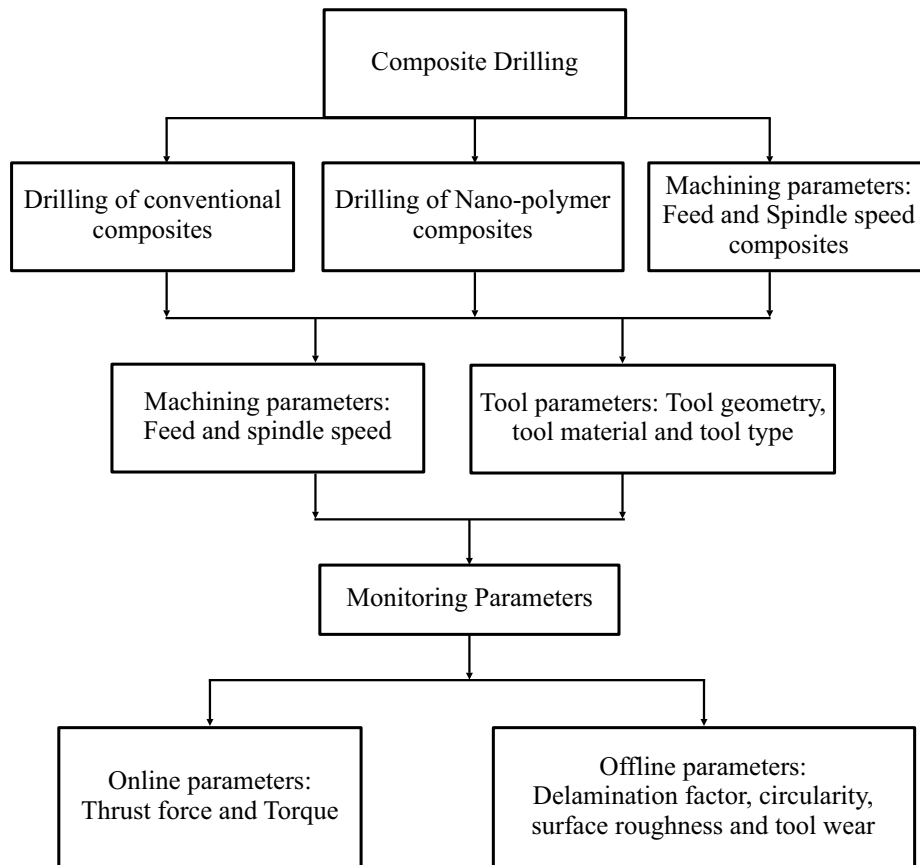 Composite Drilling
Drilling of conventional
composites
Drilling of Nano-polymer
composites
Machining parameters:
Feed and Spindle speed
composites
Machining parameters:
Feed and spindle speed
Tool parameters: Tool geometry,
tool material and tool type
Monitoring Parameters
Online parameters:
Thrust force and Torque
Offline parameters:
Delamination factor, circularity,
surface roughness and tool wear